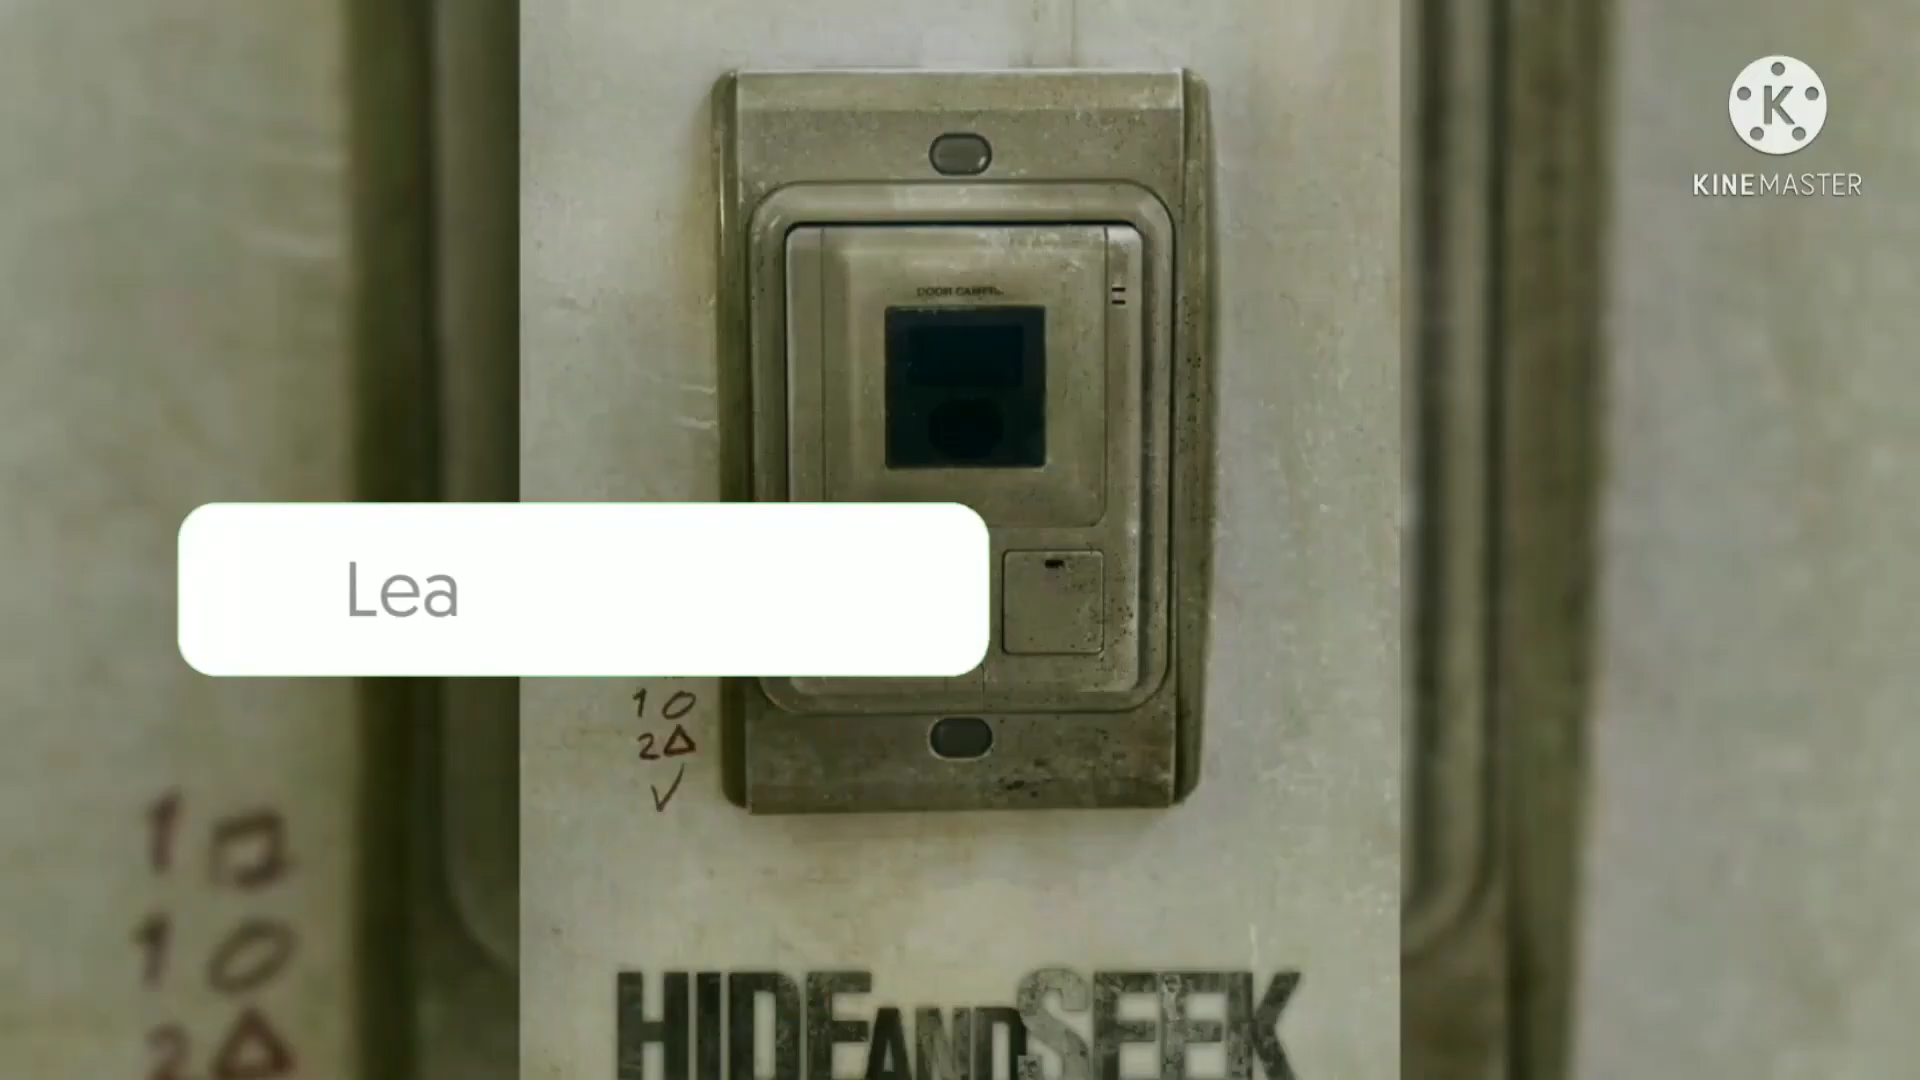 KINEMASTER
DOOR CAMERA
Lea
1 □
1 O
2 △
1 O
2 △
✓
HIDE AND SEEK